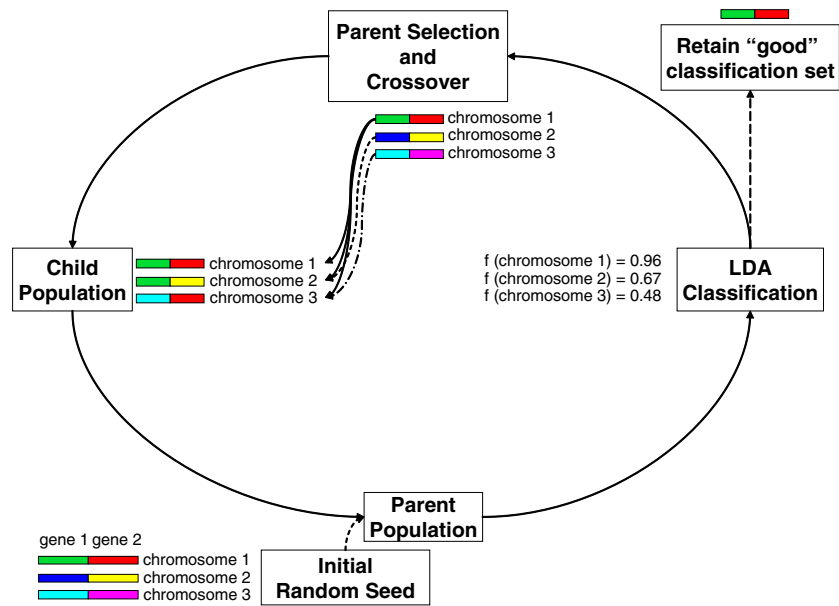 Parent Selection
and
Crossover
Retain “good”
classification set
chromosome 1
chromosome 2
chromosome 3
Child
Population
chromosome 1
chromosome 2
chromosome 3
f (chromosome 1) = 0.96
f (chromosome 2) = 0.67
f (chromosome 3) = 0.48
LDA
Classification
Parent
Population
gene 1 gene 2
chromosome 1
chromosome 2
chromosome 3
Initial
Random Seed